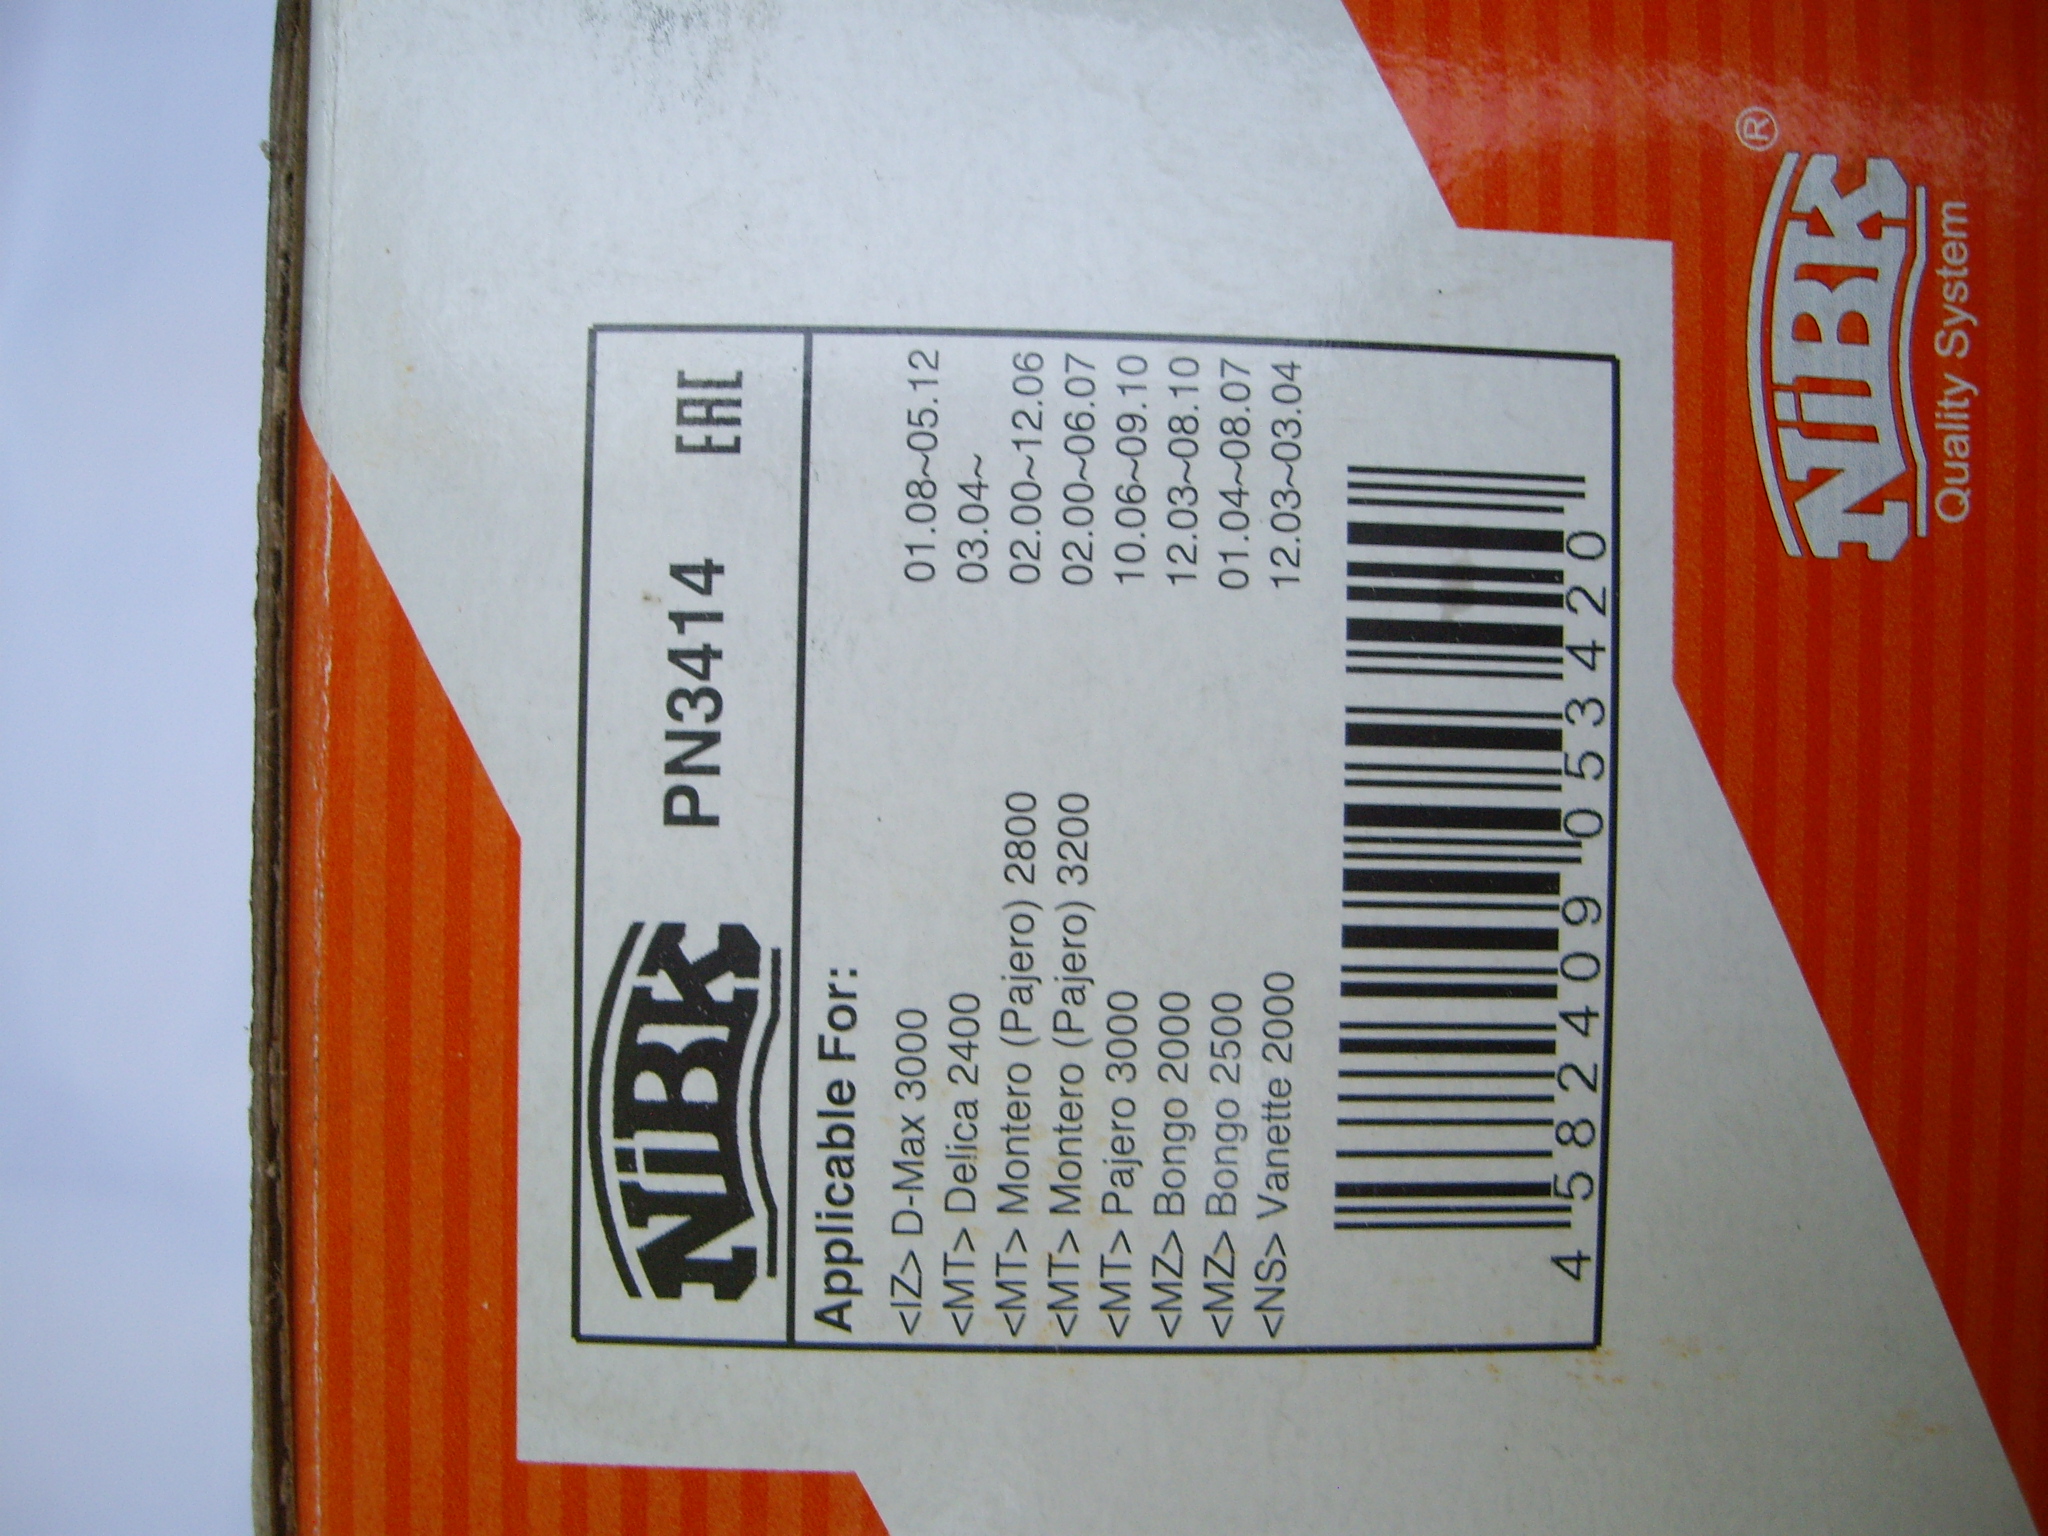 NiBK PN3414 EAC
Applicable For:
<IZ> D-Max 3000 01.08~05.12
<MT> Delica 2400 03.04~
<MT> Montero (Pajero) 2800 02.00~12.06
<MT> Montero (Pajero) 3200 02.00~06.07
<MT> Pajero 3000 10.06~09.10
<MZ> Bongo 2000 12.03~08.10
<MZ> Bongo 2500 01.04~08.07
<NS> Vanette 2000 12.03~03.04
4 582409 053420
NiBK®
Quality System